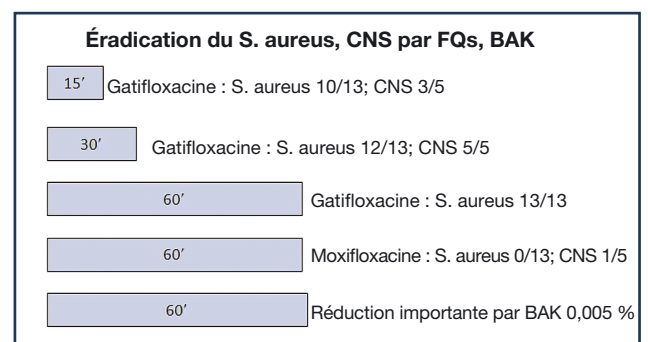 Éradication du S. aureus, CNS par FQs, BAK
15′ Gatifloxacine : S. aureus 10/13; CNS 3/5
30′ Gatifloxacine : S. aureus 12/13; CNS 5/5
60′ Gatifloxacine : S. aureus 13/13
60′ Moxifloxacine : S. aureus 0/13; CNS 1/5
60′ Réduction importante par BAK 0,005 %